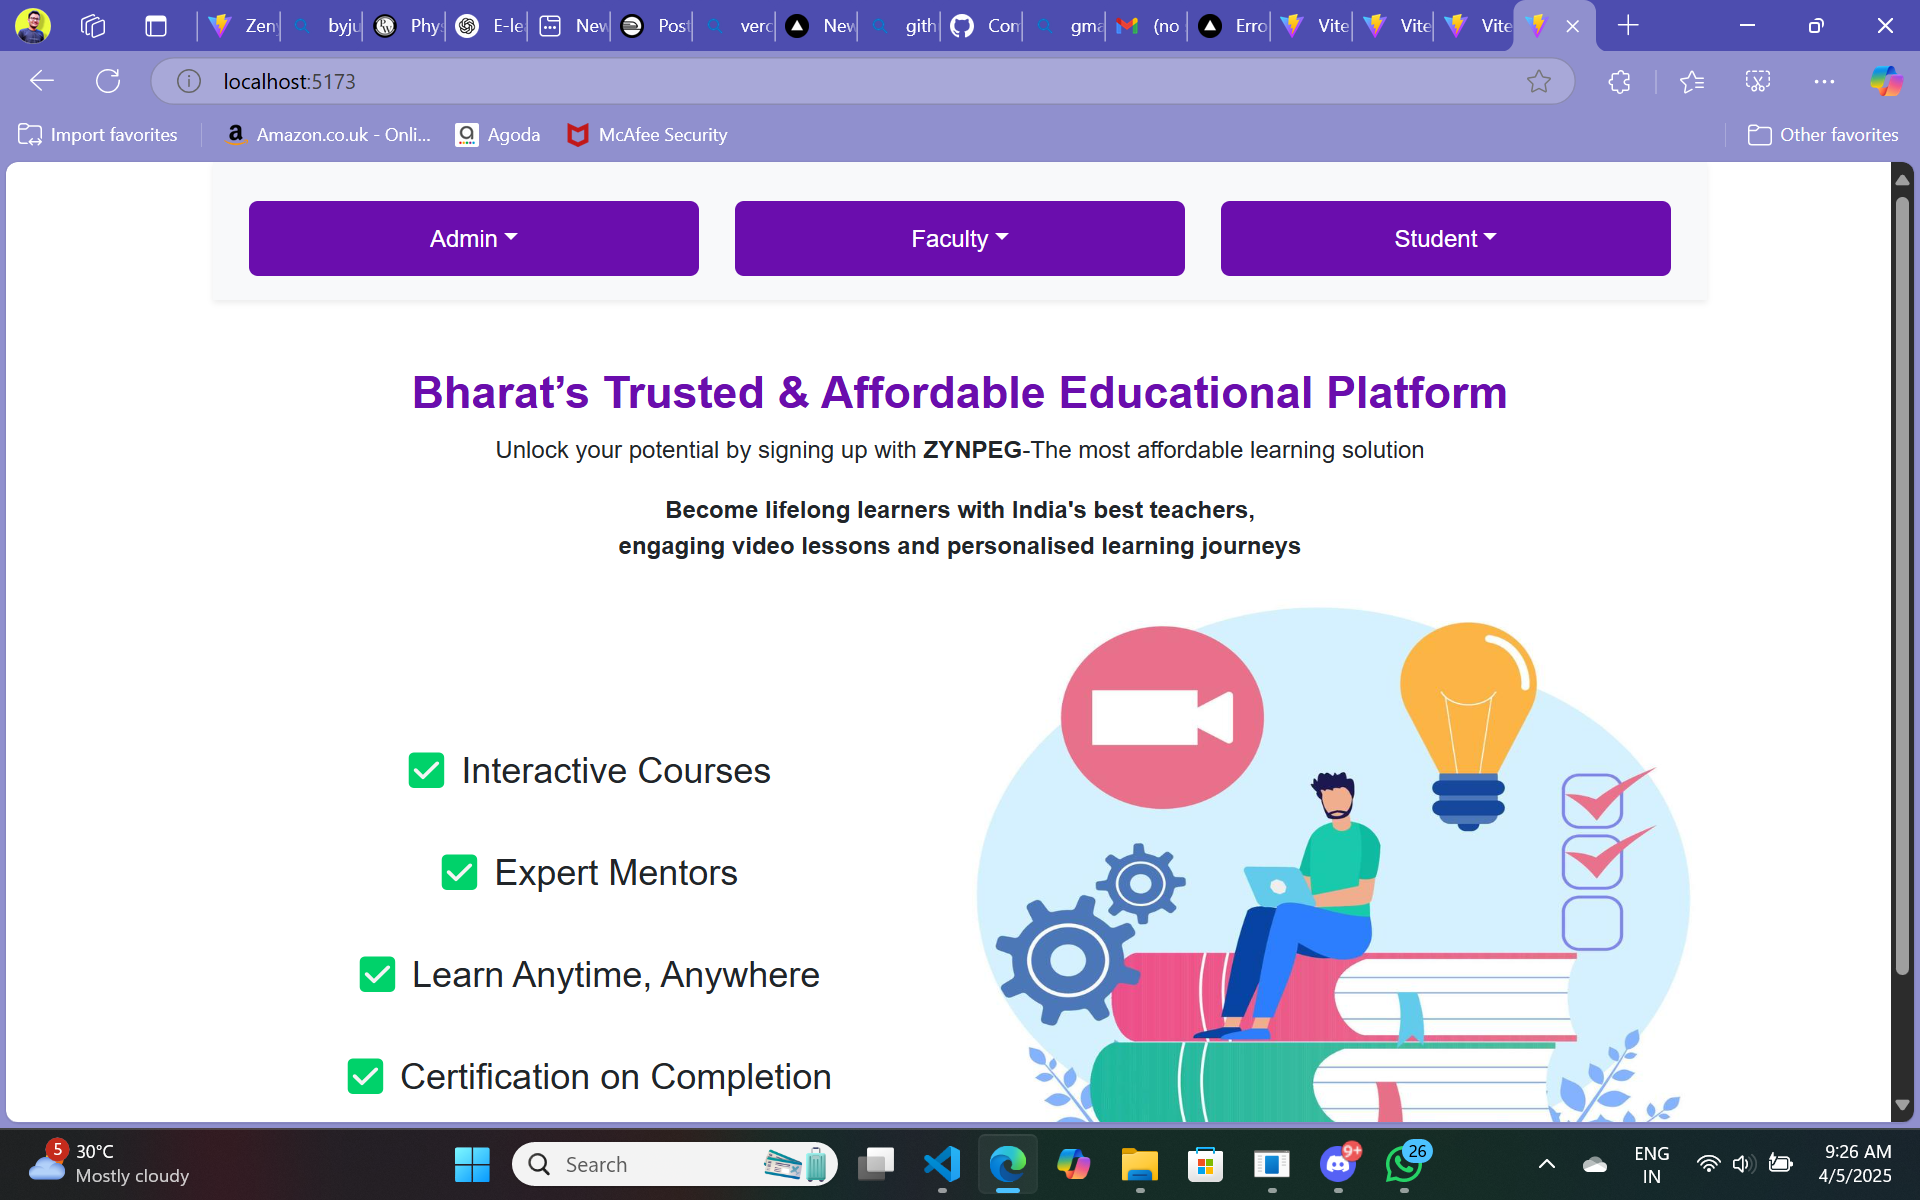 Zen
byju
Phy
E-le
New
Post
verc
New
gith
Con
gma
(no
Erro
Vite
Vite
Vite
localhost:5173
Import favorites
Amazon.co.uk - Onli...
Agoda
McAfee Security
Other favorites
Admin
Faculty
Student
Bharat’s Trusted & Affordable Educational Platform
Unlock your potential by signing up with ZYNPEG-The most affordable learning solution
Become lifelong learners with India's best teachers,
engaging video lessons and personalised learning journeys
Interactive Courses
Expert Mentors
Learn Anytime, Anywhere
Certification on Completion
5
30°C
Mostly cloudy
Search
9+
26
ENG
IN
9:26 AM
4/5/2025